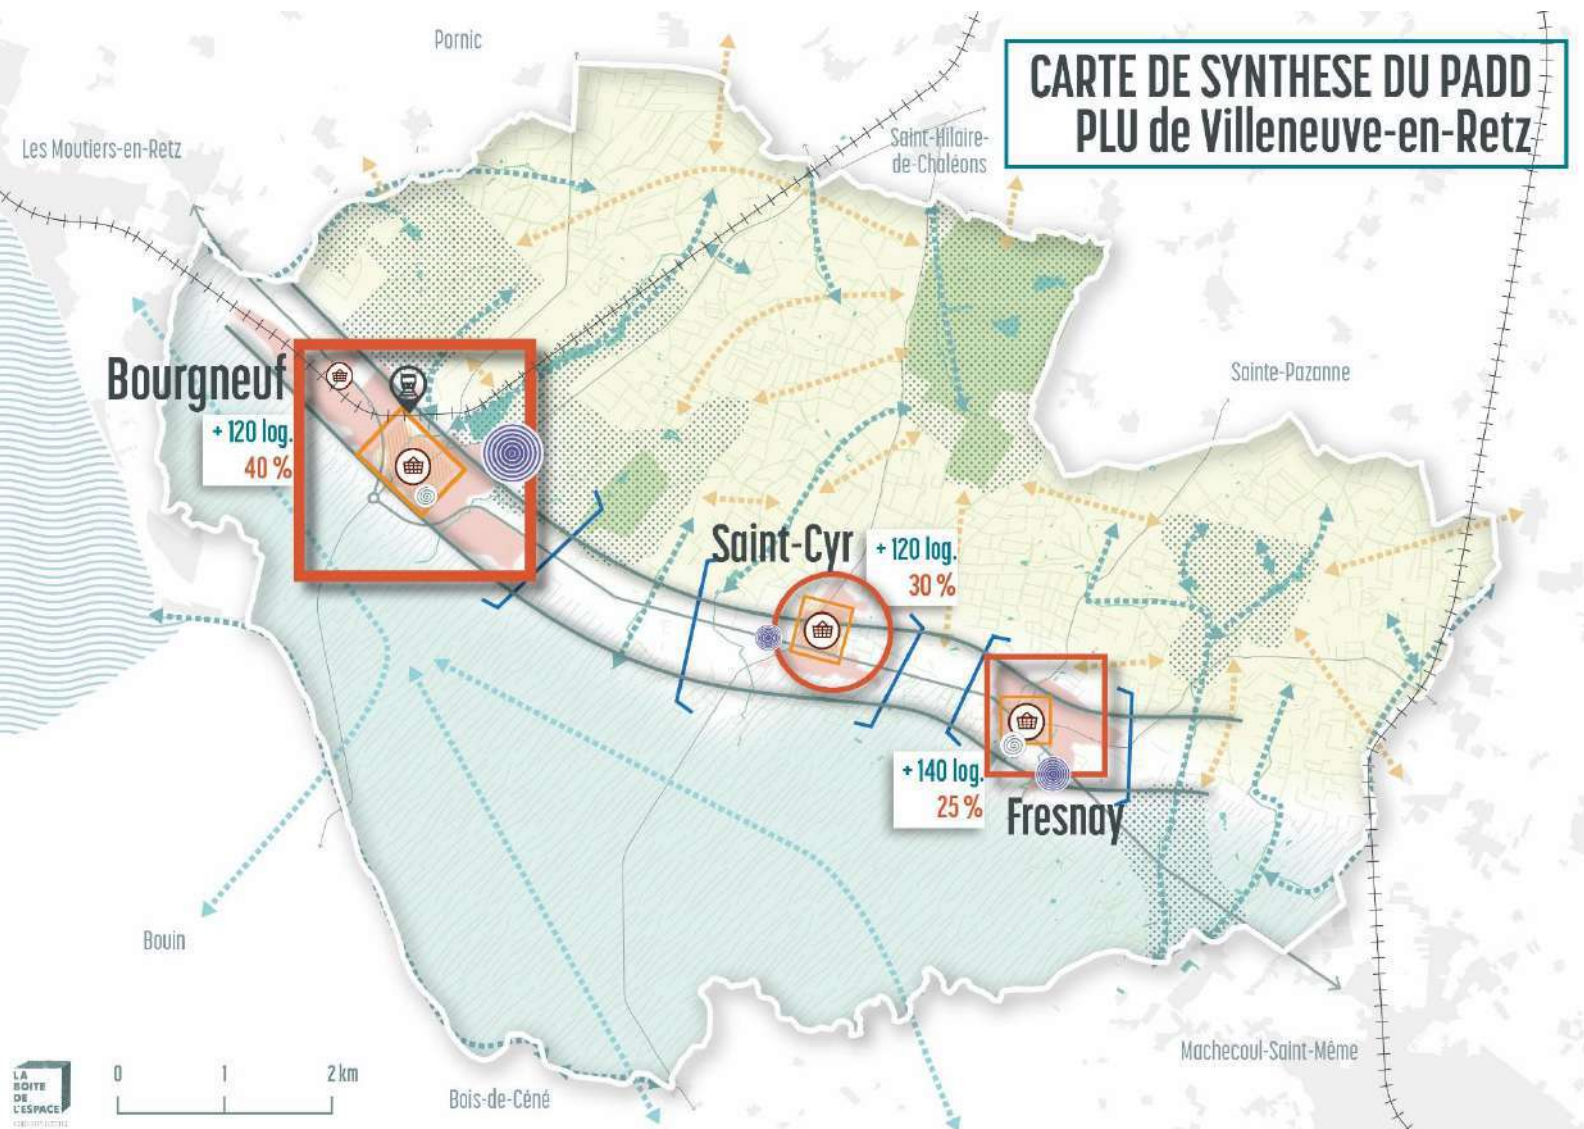 CARTE DE SYNTHESE DU PADD
PLU de Villeneuve-en-Retz
Pornic
Les Moutiers-en-Retz
Saint-Hilaire-
de-Chaléons
Sainte-Pazanne
Bourgneuf
+ 120 log.
40 %
Saint-Cyr
+ 120 log.
30 %
+ 140 log.
25 %
Fresnay
Bouin
Machecoul-Saint-Même
Bois-de-Céné
0 1 2 km
LA
BOITE
DE
L'ESPACE